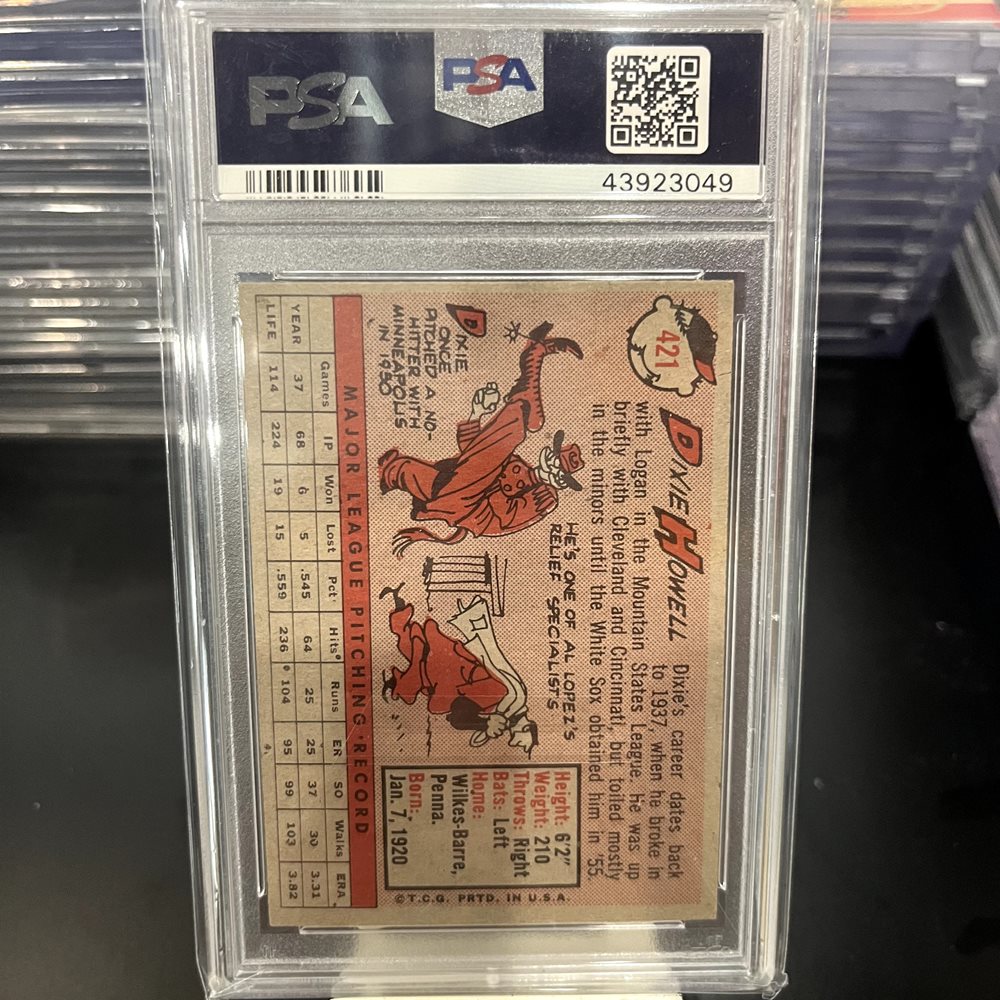 PSA
PSA
43923049
421
DIXIE HOWELL
Dixie's career dates back
to 1937, when he broke in
with Logan in the Mountain States League. He was up
briefly with Cleveland and Cincinnati, but toiled mostly
in the minors until the White Sox obtained him in '55.
DIXIE
ONCE
PITCHED A NO-
HITTER WITH
MINNEAPOLIS
IN
1950
HE'S ONE OF AL LOPEZ'S
RELIEF SPECIALISTS
Height: 6'2"
Weight: 210
Throws: Right
Bats: Left
Home:
Wilkes-Barre,
Penna.
Born:
Jan. 7, 1920
MAJOR LEAGUE PITCHING RECORD
Games IP Won Lost Pct. Hits Runs ER SO Walks ERA
YEAR 37 68 6 5 .545 64 25 25 37 30 3.31
LIFE 114 224 19 15 .559 236 104 95 99 103 3.82
©T.C.G. PRTD. IN U.S.A.